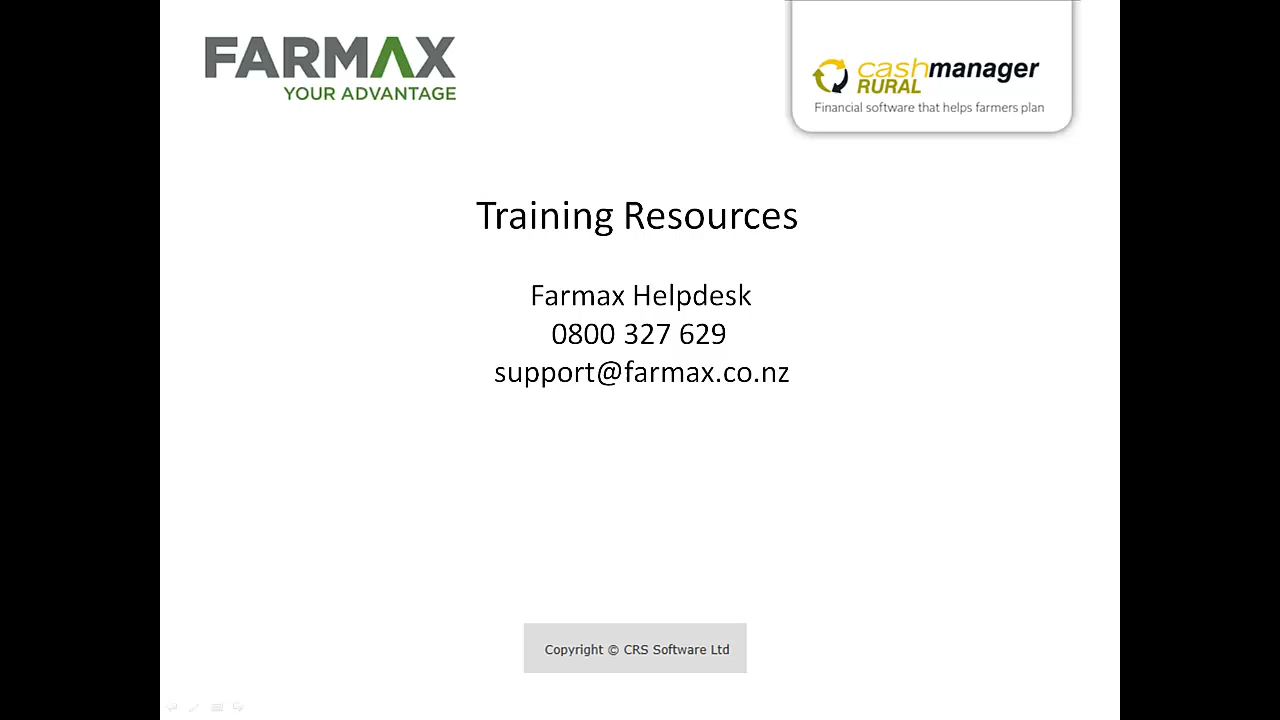 FARMAX
YOUR ADVANTAGE
cashmanager
RURAL
Financial software that helps farmers plan
Training Resources
Farmax Helpdesk
0800 327 629
support@farmax.co.nz
Copyright © CRS Software Ltd